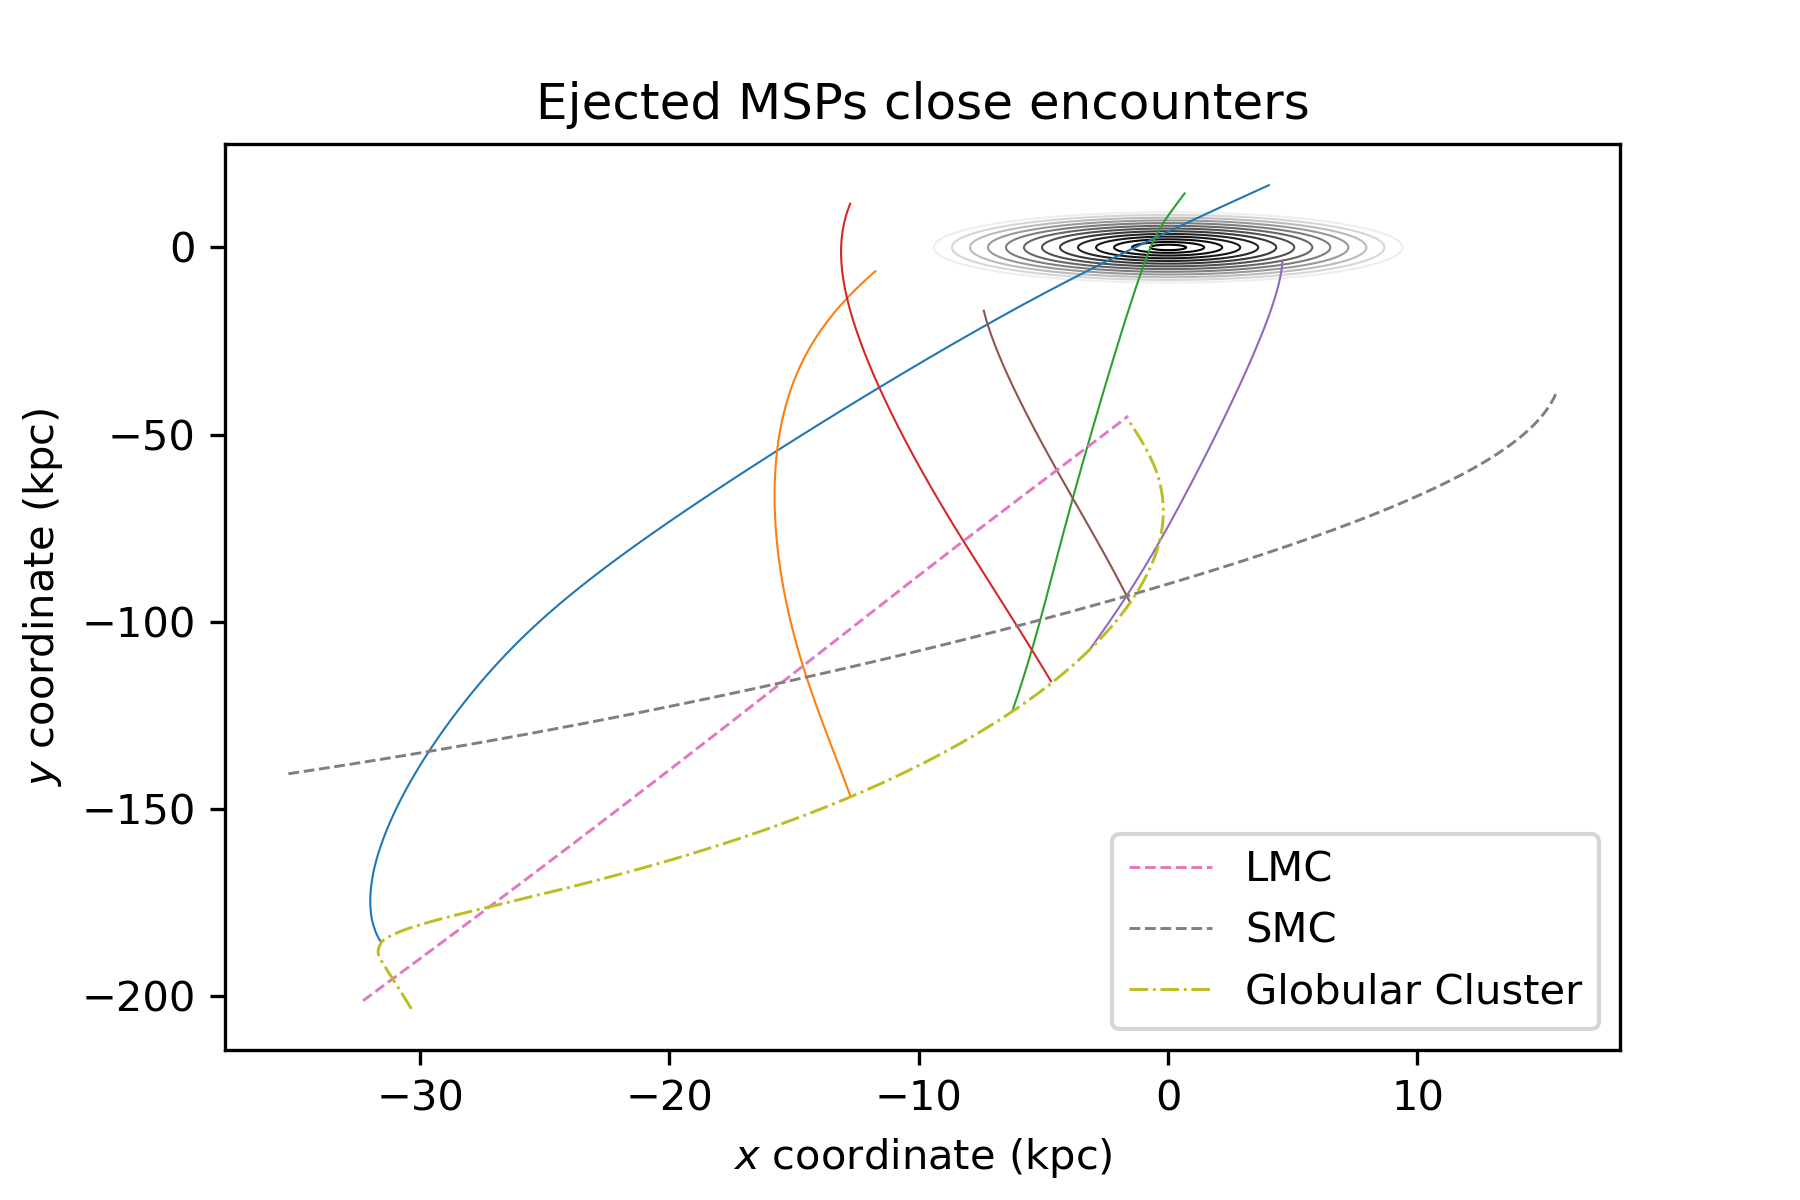 Ejected MSPs close encounters
0
−50
−100
−150
−200
y coordinate (kpc)
LMC
SMC
Globular Cluster
−30
−20
−10
0
10
x coordinate (kpc)